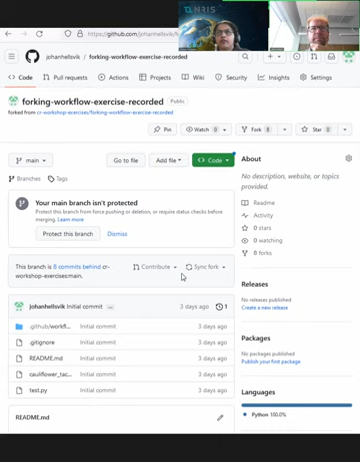 TLNRIS
https://github.com/johanhellsvik
johanhellsvik / forking-workflow-exercise-recorded
Code Pull requests Actions Projects Wiki Security Insights Settings
forking-workflow-exercise-recorded Public
forked from cr-workshop-exercises/forking-workflow-exercise-recorded
Pin Watch 0 Fork 8 Star 0
main Go to file Add file Code
Branches Tags
Your main branch isn't protected
Protect this branch from force pushing or deletion, or require status checks before merging. Learn more
Protect this branch Dismiss
This branch is 8 commits behind cr-
workshop-exercises:main.
Contribute Sync fork
johanhellsvik Initial commit ... 3 days ago 1
.github/workfl... Initial commit 3 days ago
.gitignore Initial commit 3 days ago
README.md Initial commit 3 days ago
cauliflower_tac... Initial commit 3 days ago
test.py Initial commit 3 days ago
README.md
About
No description, website, or topics
provided.
Readme
Activity
0 stars
0 watching
8 forks
Releases
No releases published
Create a new release
Packages
No packages published
Publish your first package
Languages
Python 100.0%